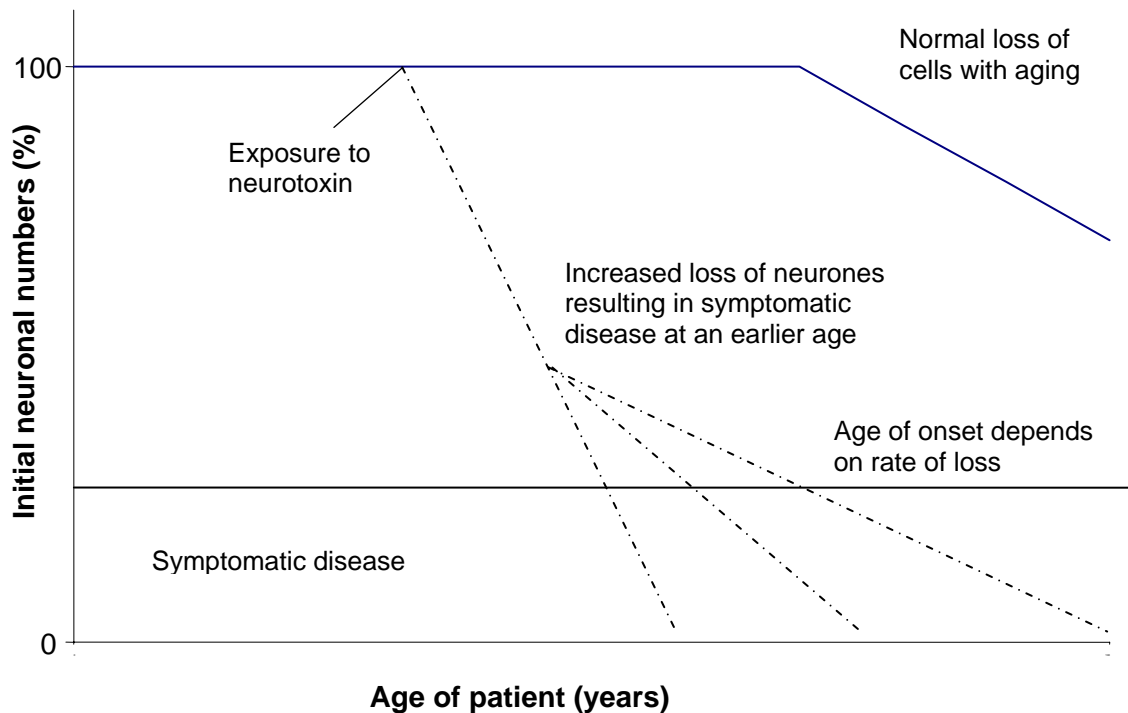 Normal loss of
cells with aging
100
Exposure to
neurotoxin
Initial neuronal numbers (%)
Increased loss of neurones
resulting in symptomatic
disease at an earlier age
Age of onset depends
on rate of loss
Symptomatic disease
0
Age of patient (years)